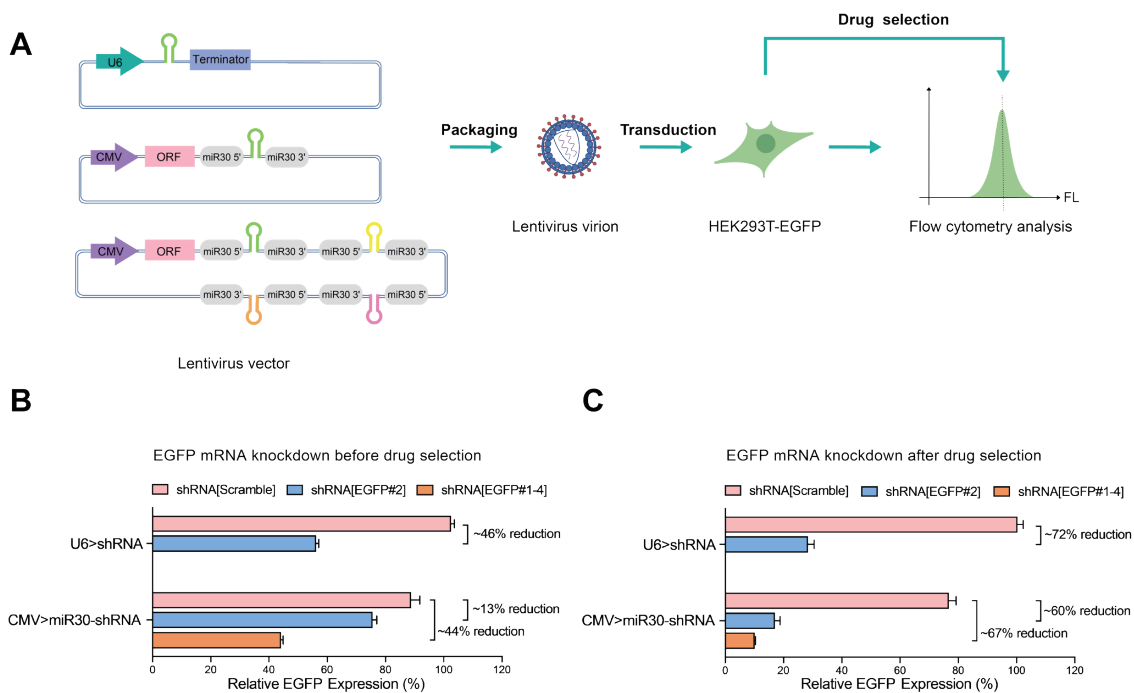 A
U6
Terminator
CMV
ORF
miR30 5'
miR30 3'
CMV
ORF
miR30 5'
miR30 3'
miR30 5'
miR30 3'
miR30 3'
miR30 5'
miR30 3'
miR30 5'
Lentivirus vector
Packaging
Lentivirus virion
Transduction
HEK293T-EGFP
Drug selection
FL
Flow cytometry analysis
B
EGFP mRNA knockdown before drug selection
shRNA[Scramble] shRNA[EGFP#2] shRNA[EGFP#1-4]
U6>shRNA
~46% reduction
CMV>miR30-shRNA
~13% reduction
~44% reduction
0 20 40 60 80 100 120
Relative EGFP Expression (%)
C
EGFP mRNA knockdown after drug selection
shRNA[Scramble] shRNA[EGFP#2] shRNA[EGFP#1-4]
U6>shRNA
~72% reduction
CMV>miR30-shRNA
~60% reduction
~67% reduction
0 20 40 60 80 100 120
Relative EGFP Expression (%)